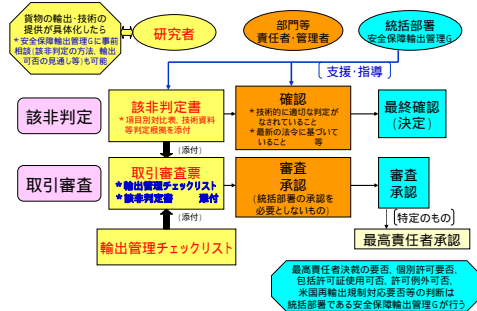 貨物の輸出・技術の
提供が具体化したら
*安全保障輸出管理Gに事前
相談(該非判定の方法、輸出
可否の見通し等)も可能
研究者
部門等
責任者・管理者
統括部署
安全保障輸出管理G
支援・指導
該非判定
該非判定書
*項目別対比表、技術資料
等判定根拠を添付
確認
*技術的に適切な判定が
なされていること
*最新の法令に基づいて
いること 等
最終確認
(決定)
(添付)
取引審査
取引審査票
*輸出管理チェックリスト
*該非判定書 添付
審査
承認
(統括部署の承認を
必要としないもの)
審査
承認
(添付)
(特定のもの)
輸出管理チェックリスト
最高責任者承認
最高責任者決裁の要否、個別許可要否、
包括許可証使用可否、許可例外可否、
米国再輸出規制対応要否等の判断は
統括部署である安全保障輸出管理Gが行う